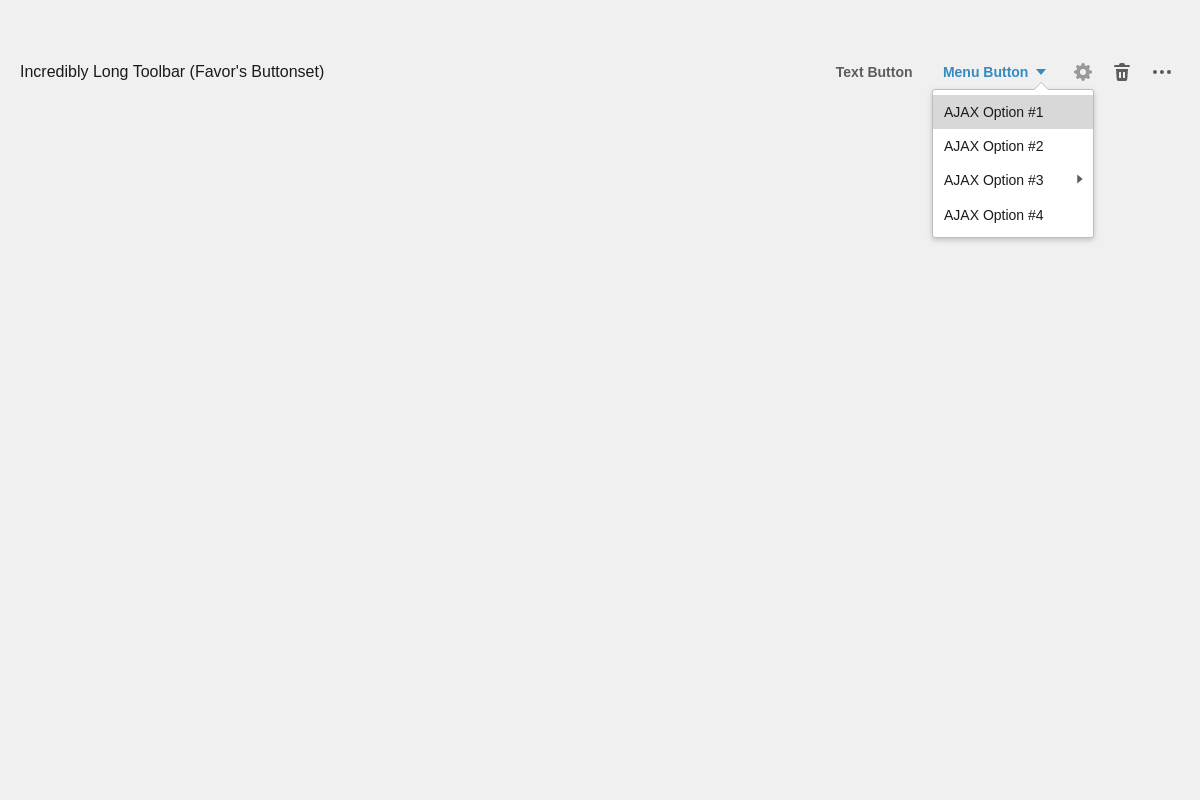 Incredibly Long Toolbar (Favor's Buttonset)
Text Button
Menu Button
AJAX Option #1
AJAX Option #2
AJAX Option #3
AJAX Option #4